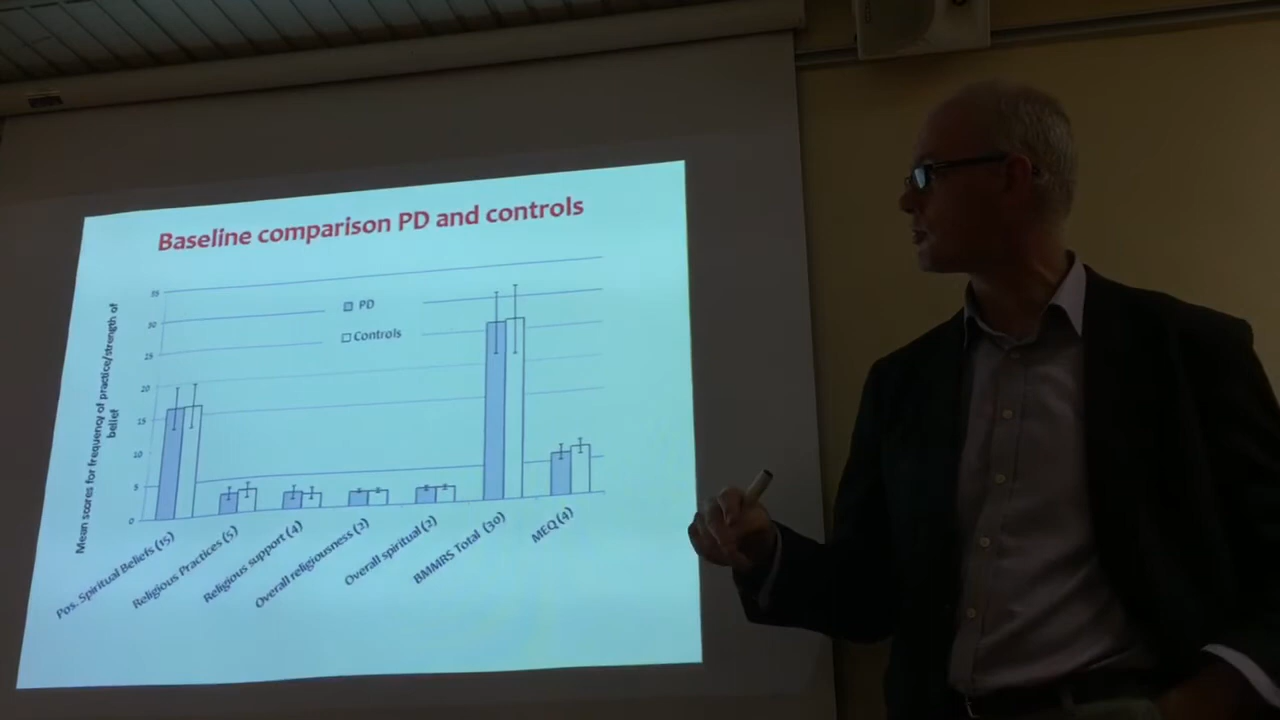 Baseline comparison PD and controls
Mean scores for frequency of practice/strength of
belief
35
30
25
20
15
10
5
0
PD
Controls
Pos. Spiritual Beliefs (15)
Religious Practices (5)
Religious support (4)
Overall religiousness (2)
Overall spiritual (2)
BMMRS Total (30)
MEQ (4)